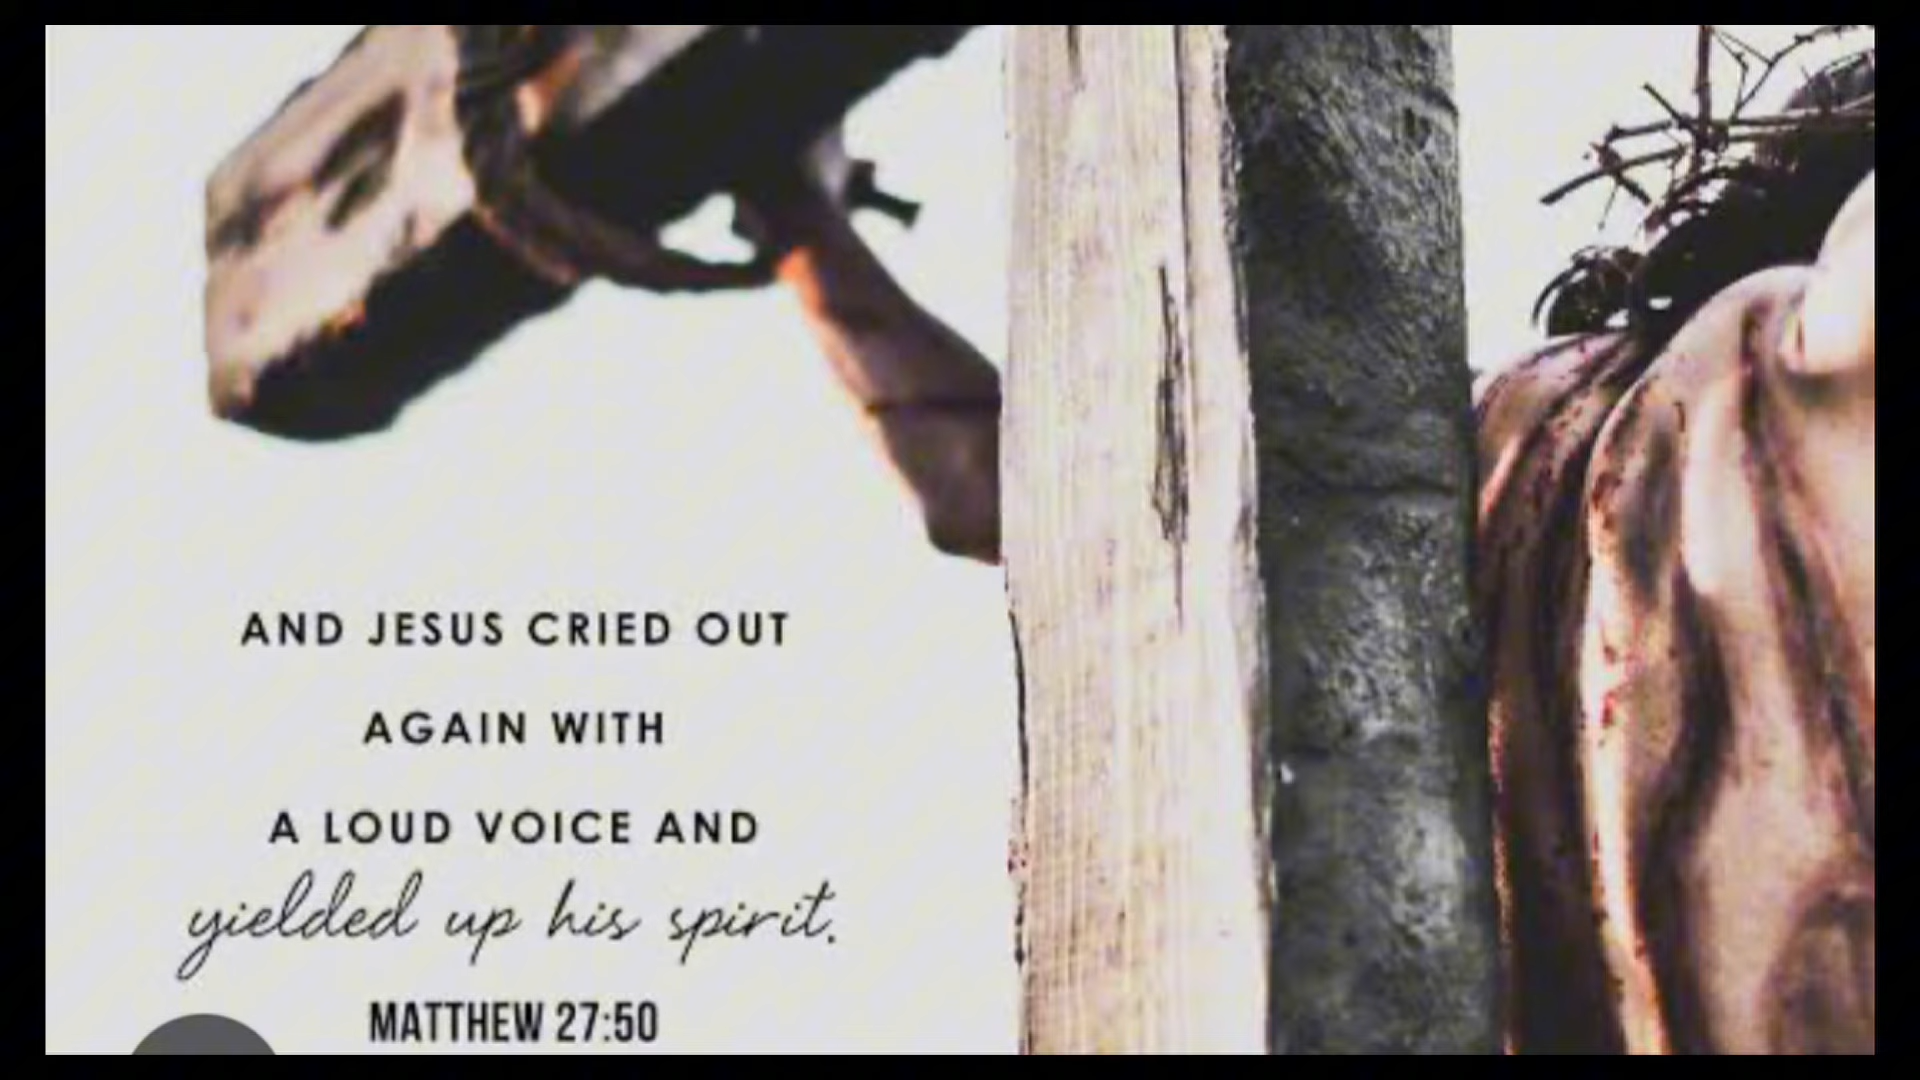 AND JESUS CRIED OUT
AGAIN WITH
A LOUD VOICE AND
yielded up his spirit.
MATTHEW 27:50